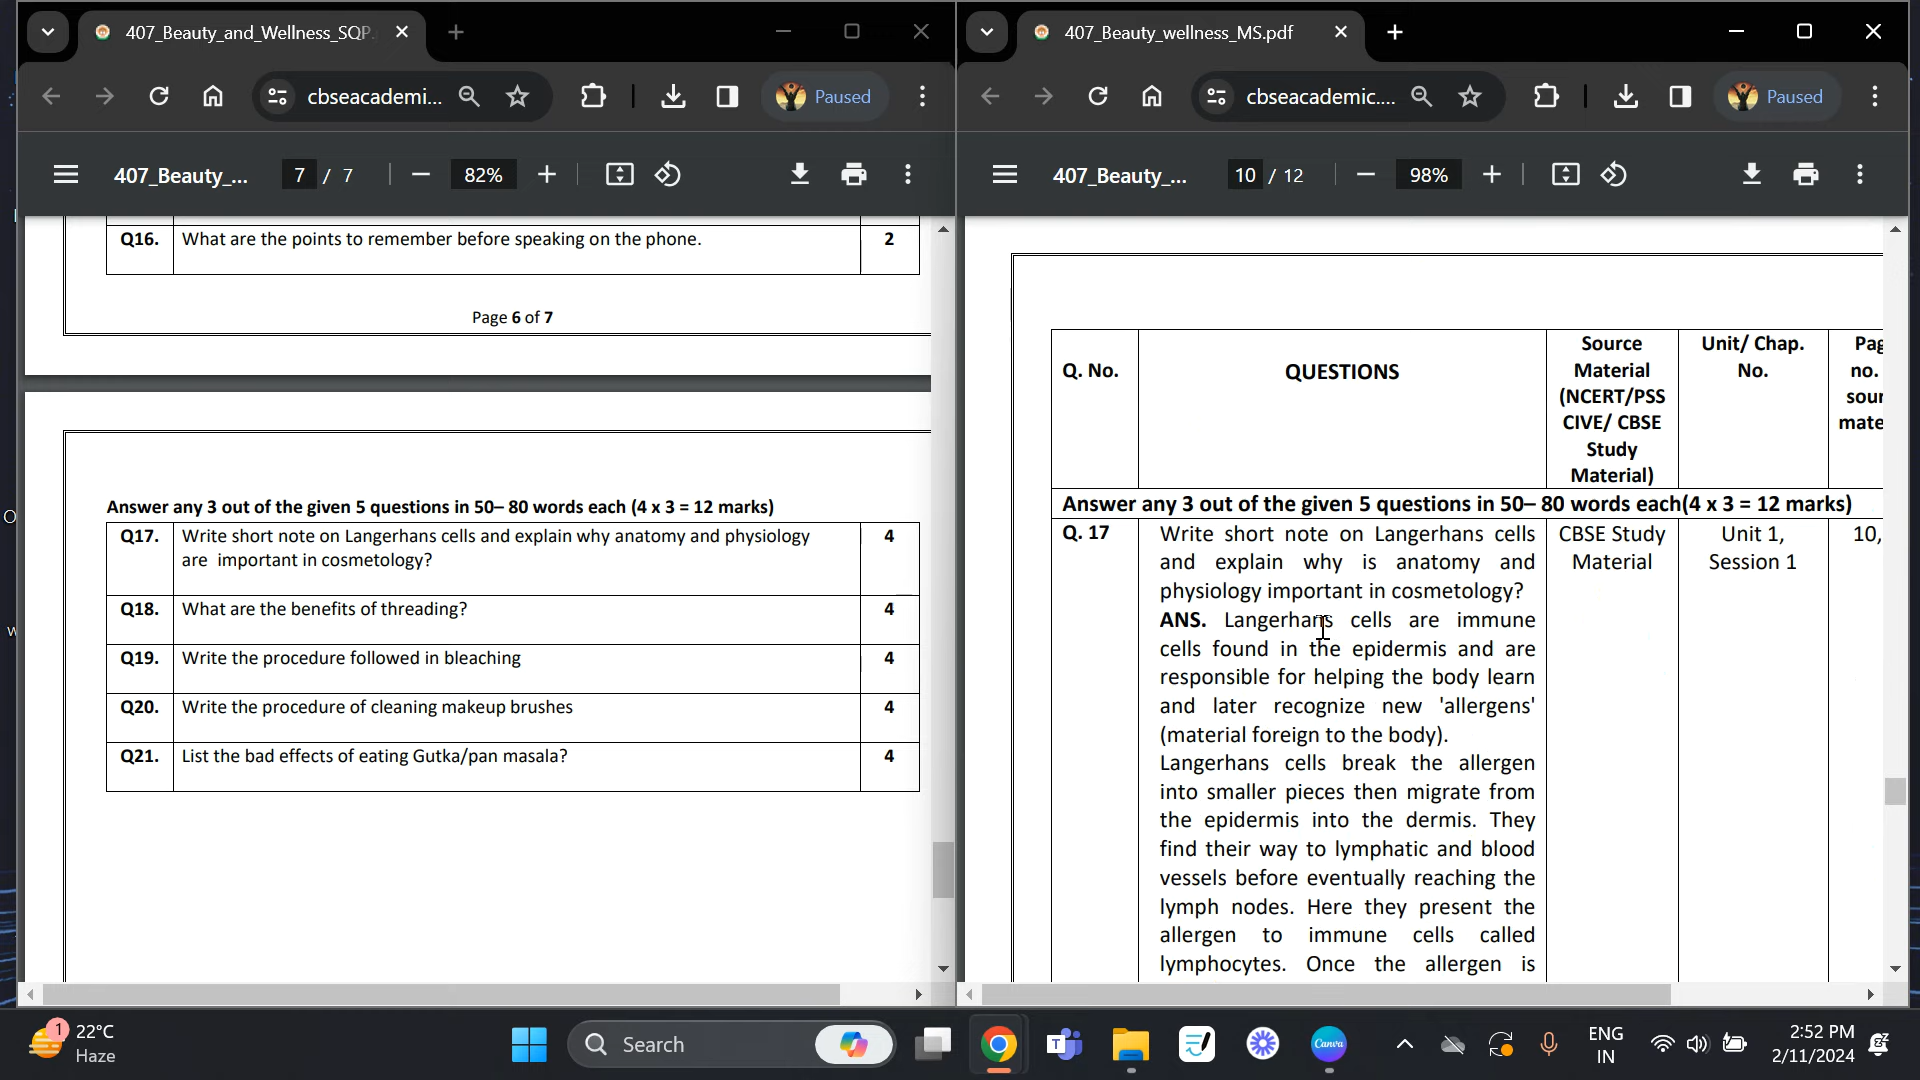 407_Beauty_and_Wellness_SQP.
cbseacademi...
Paused
407_Beauty_...
7 / 7
82%
Q16. What are the points to remember before speaking on the phone. 2
Page 6 of 7
Answer any 3 out of the given 5 questions in 50– 80 words each (4 x 3 = 12 marks)
Q17. Write short note on Langerhans cells and explain why anatomy and physiology 4
are important in cosmetology?
Q18. What are the benefits of threading? 4
Q19. Write the procedure followed in bleaching 4
Q20. Write the procedure of cleaning makeup brushes 4
Q21. List the bad effects of eating Gutka/pan masala? 4
407_Beauty_wellness_MS.pdf
cbseacademic....
Paused
407_Beauty_...
10 / 12
98%
Q. No.
QUESTIONS
Source
Material
(NCERT/PSS
CIVE/ CBSE
Study
Material)
Unit/ Chap.
No.
Pag
no.
sour
mate
Answer any 3 out of the given 5 questions in 50– 80 words each(4 x 3 = 12 marks)
Q. 17
Write short note on Langerhans cells
and explain why is anatomy and
physiology important in cosmetology?
ANS. Langerhans cells are immune
cells found in the epidermis and are
responsible for helping the body learn
and later recognize new 'allergens'
(material foreign to the body).
Langerhans cells break the allergen
into smaller pieces then migrate from
the epidermis into the dermis. They
find their way to lymphatic and blood
vessels before eventually reaching the
lymph nodes. Here they present the
allergen to immune cells called
lymphocytes. Once the allergen is
CBSE Study
Material
Unit 1,
Session 1
10,
1
22°C
Haze
Search
T
Canva
ENG
IN
2:52 PM
2/11/2024